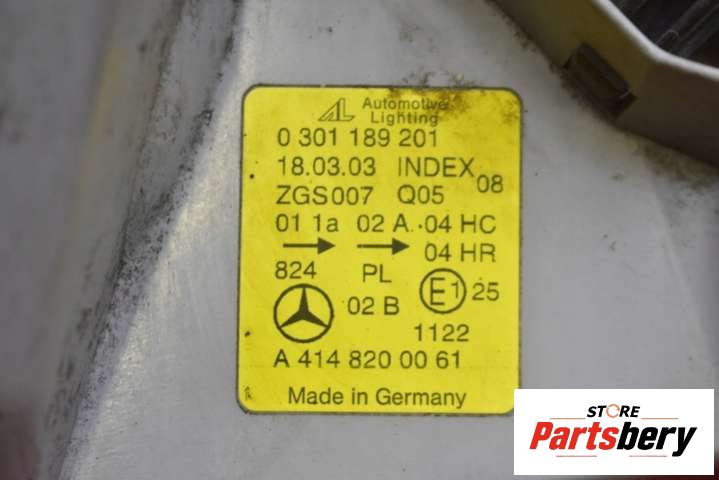 AL Automotive
Lighting
0 301 189 201
18.03.03 INDEX 08
ZGS007 Q05
01 1a 02 A .04 HC
04 HR
824 PL
02 B E1 25
1122
A 414 820 00 61
Made in Germany
STORE
Partsbery